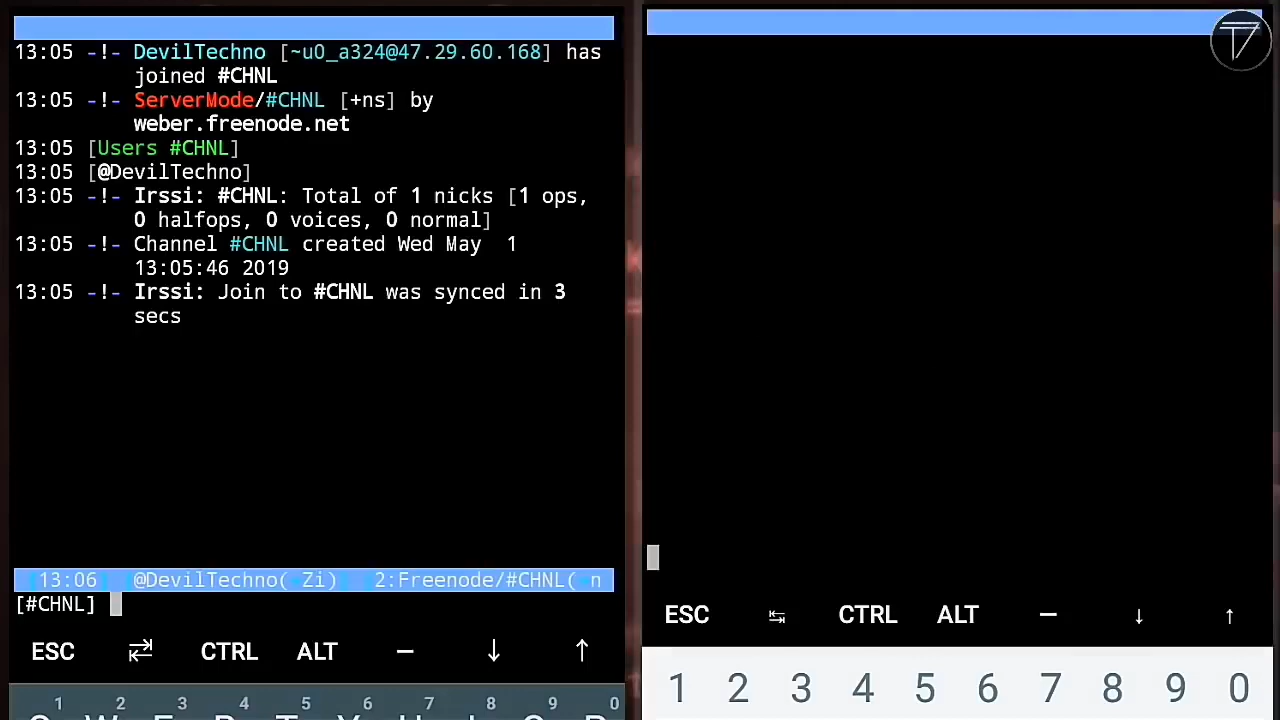 13:05 -!- DevilTechno [~u0_a324@47.29.60.168] has
joined #CHNL
13:05 -!- ServerMode/#CHNL [+ns] by
weber.freenode.net
13:05 [Users #CHNL]
13:05 [@DevilTechno]
13:05 -!- Irssi: #CHNL: Total of 1 nicks [1 ops,
0 halfops, 0 voices, 0 normal]
13:05 -!- Channel #CHNL created Wed May  1
13:05:46 2019
13:05 -!- Irssi: Join to #CHNL was synced in 3
secs
[13:06] [@DevilTechno(+Zi)] [2:Freenode/#CHNL(+n
[#CHNL]
ESC CTRL ALT – ↓ ↑
1 2 3 4 5 6 7 8 9 0
ESC CTRL ALT – ↓ ↑
1 2 3 4 5 6 7 8 9 0